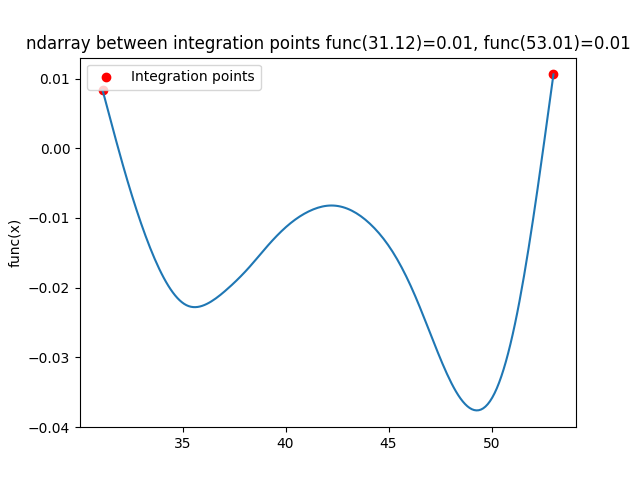 ndarray between integration points func(31.12)=0.01, func(53.01)=0.01
Integration points
func(x)
0.01
0.00
−0.01
−0.02
−0.03
−0.04
35 40 45 50